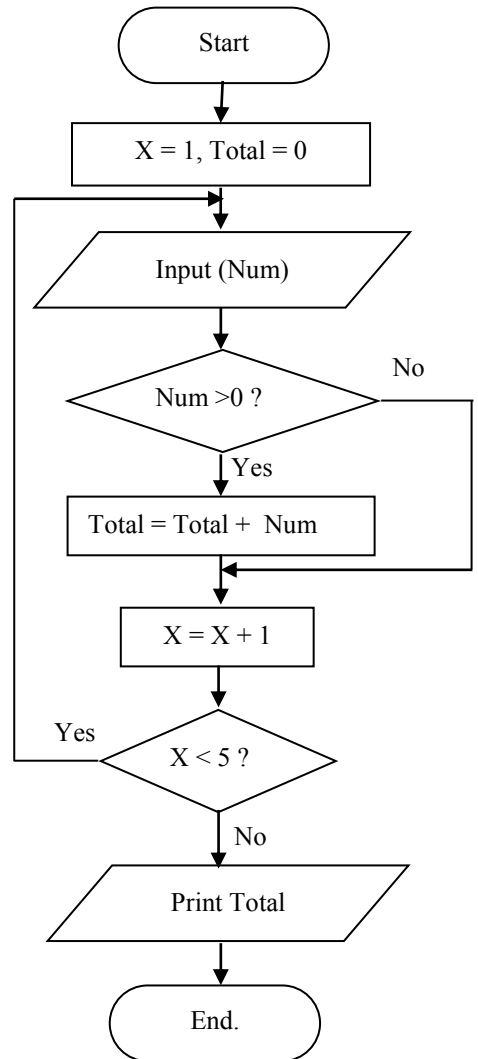 Start
X = 1, Total = 0
Input (Num)
Num >0 ?
No
Yes
Total = Total + Num
X = X + 1
Yes
X < 5 ?
No
Print Total
End.